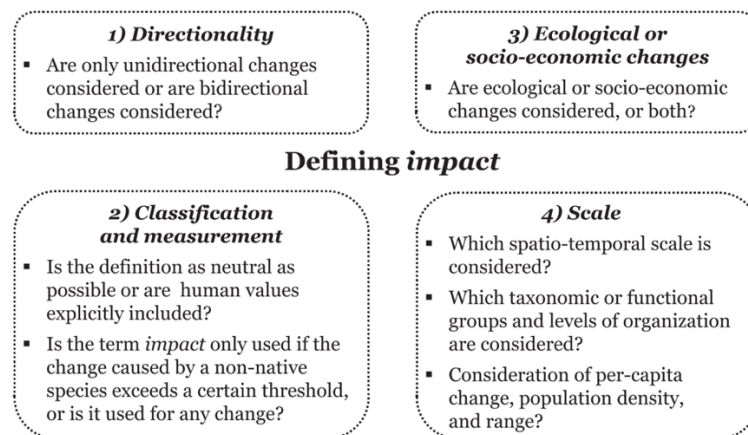 1) Directionality
▪ Are only unidirectional changes
considered or are bidirectional
changes considered?
3) Ecological or
socio-economic changes
▪ Are ecological or socio-economic
changes considered, or both?
Defining impact
2) Classification
and measurement
▪ Is the definition as neutral as
possible or are human values
explicitly included?
▪ Is the term impact only used if the
change caused by a non-native
species exceeds a certain threshold,
or is it used for any change?
4) Scale
▪ Which spatio-temporal scale is
considered?
▪ Which taxonomic or functional
groups and levels of organization
are considered?
▪ Consideration of per-capita
change, population density,
and range?